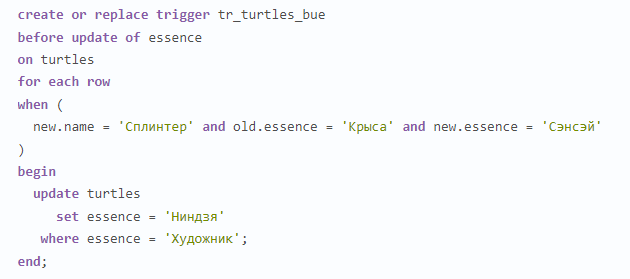 create or replace trigger tr_turtles_bue
before update of essence
on turtles
for each row
when (
  new.name = 'Сплинтер' and old.essence = 'Крыса' and new.essence = 'Сэнсэй'
)
begin
  update turtles
     set essence = 'Ниндзя'
   where essence = 'Художник';
end;